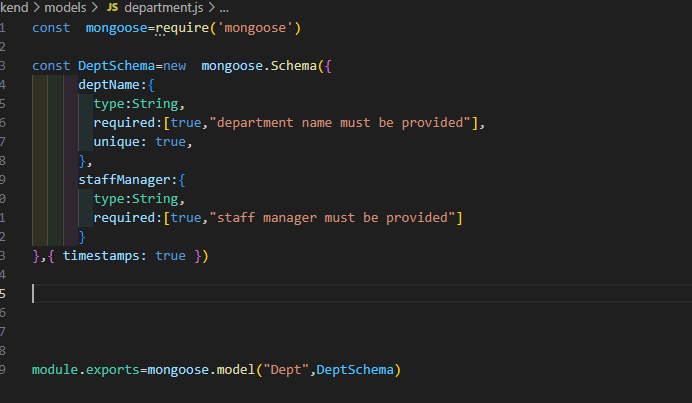 kend > models > JS department.js > ...
1 const  mongoose=require('mongoose')
2
3 const DeptSchema=new  mongoose.Schema({
4 deptName:{
5 type:String,
6 required:[true,"department name must be provided"],
7 unique: true,
8 },
9 staffManager:{
0 type:String,
1 required:[true,"staff manager must be provided"]
2 }
3 },{ timestamps: true })
4
5
6
7
8
9 module.exports=mongoose.model("Dept",DeptSchema)